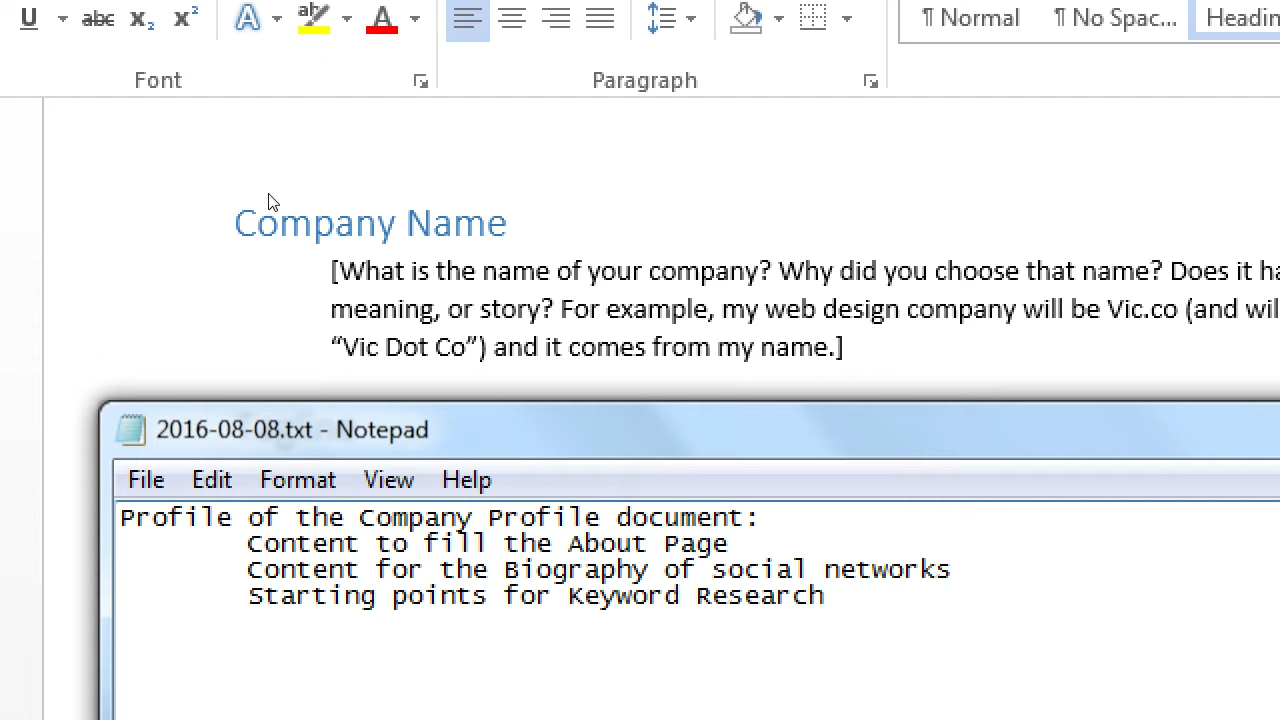 U abc x₂ x² A ab A
¶ Normal ¶ No Spac... Headin
Font Paragraph
Company Name
[What is the name of your company? Why did you choose that name? Does it ha
meaning, or story? For example, my web design company will be Vic.co (and wil
“Vic Dot Co”) and it comes from my name.]
2016-08-08.txt - Notepad
File Edit Format View Help
Profile of the Company Profile document:
Content to fill the About Page
Content for the Biography of social networks
Starting points for Keyword Research